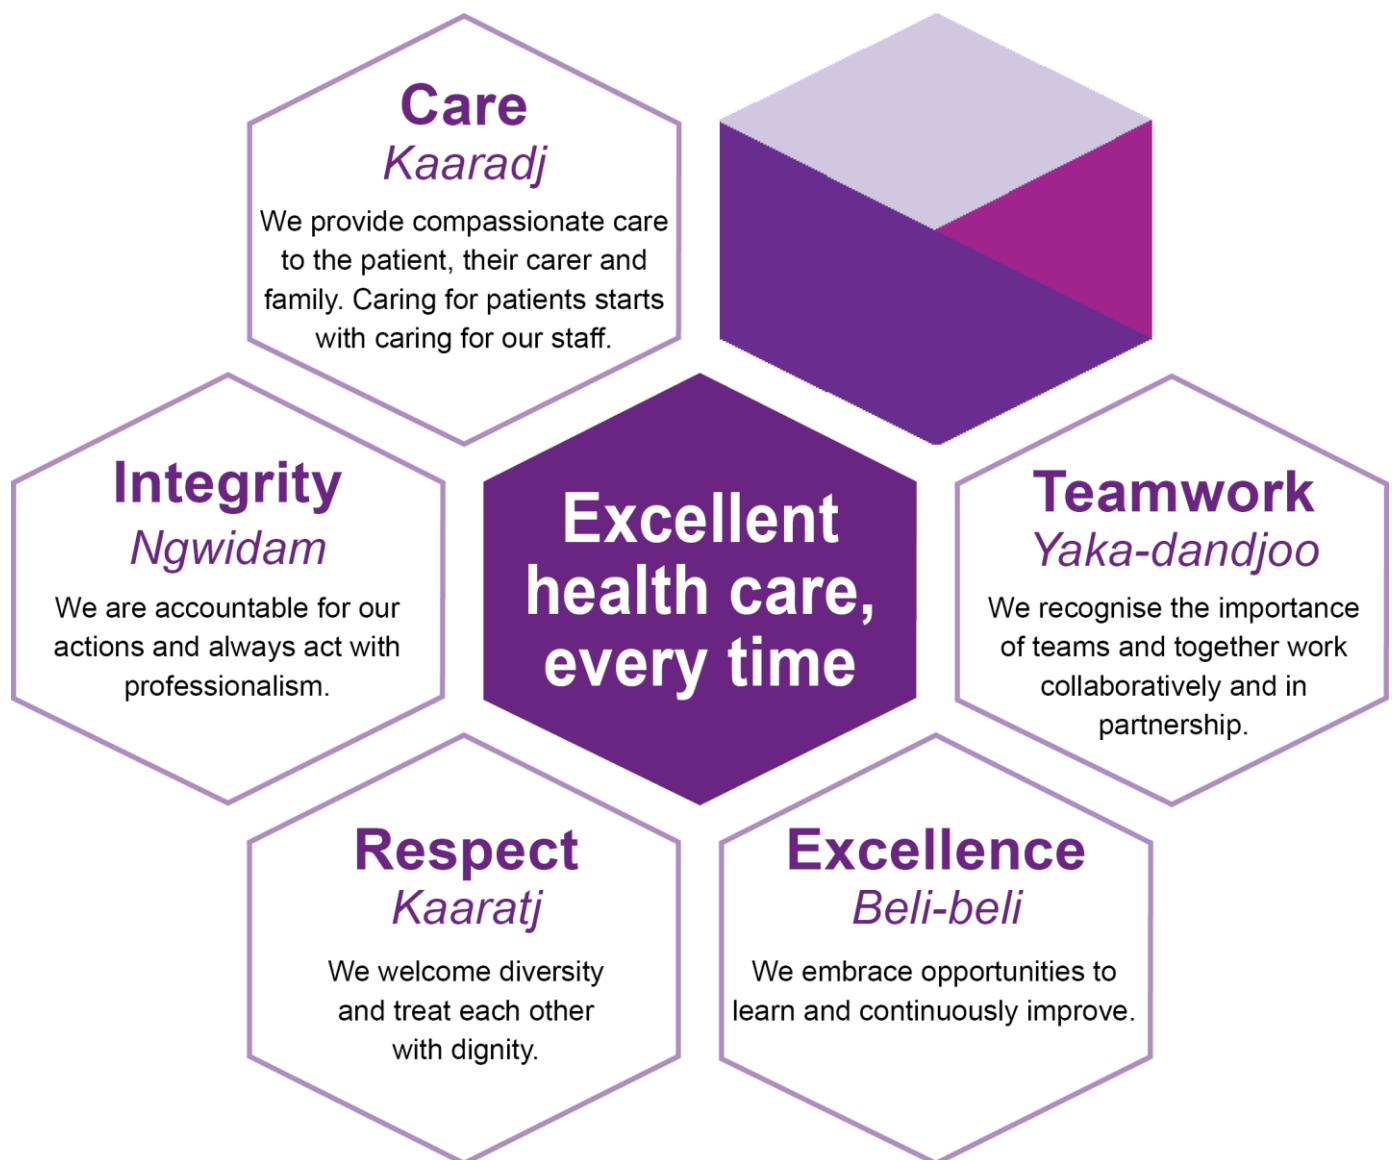 Care
Kaaradj
We provide compassionate care
to the patient, their carer and
family. Caring for patients starts
with caring for our staff.
Integrity
Ngwidam
We are accountable for our
actions and always act with
professionalism.
Excellent
health care,
every time
Teamwork
Yaka-dandjoo
We recognise the importance
of teams and together work
collaboratively and in
partnership.
Respect
Kaaratj
We welcome diversity
and treat each other
with dignity.
Excellence
Beli-beli
We embrace opportunities to
learn and continuously improve.